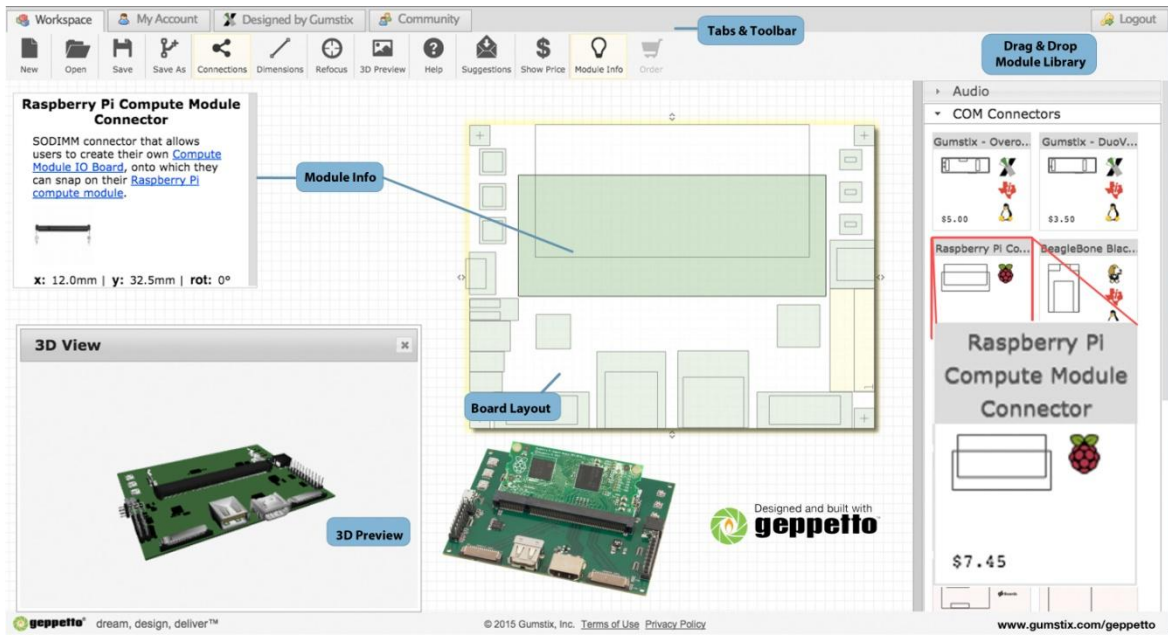 Workspace
My Account
Designed by Gumstix
Community
Logout
Tabs & Toolbar
Drag & Drop
Module Library
New
Open
Save
Save As
Connections
Dimensions
Refocus
3D Preview
Help
Suggestions
Show Price
Module Info
Order
Raspberry Pi Compute Module
Connector
SODIMM connector that allows
users to create their own Compute
Module IO Board, onto which they
can snap on their Raspberry Pi
compute module.
x: 12.0mm | y: 32.5mm | rot: 0°
Module Info
Audio
COM Connectors
Gumstix - Overo...
Gumstix - DuoV...
$5.00
$3.50
Raspberry Pi Co...
BeagleBone Blac...
Raspberry Pi
Compute Module
Connector
$7.45
3D View
3D Preview
Board Layout
Designed and built with
geppetto
geppetto™ dream, design, deliver™
© 2015 Gumstix, Inc. Terms of Use Privacy Policy
www.gumstix.com/geppetto